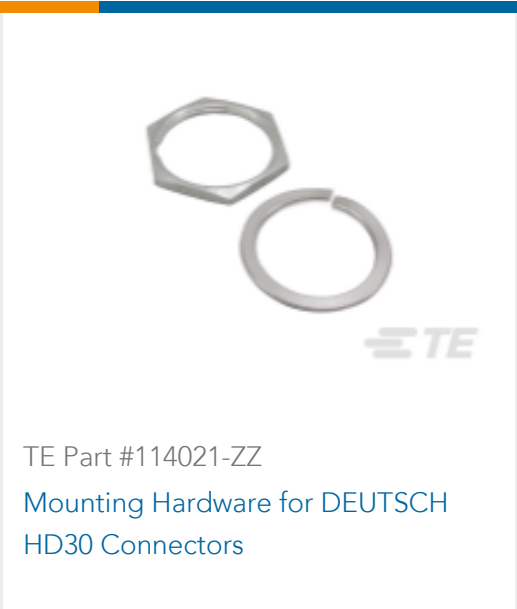 TE
TE Part #114021-ZZ
Mounting Hardware for DEUTSCH
HD30 Connectors